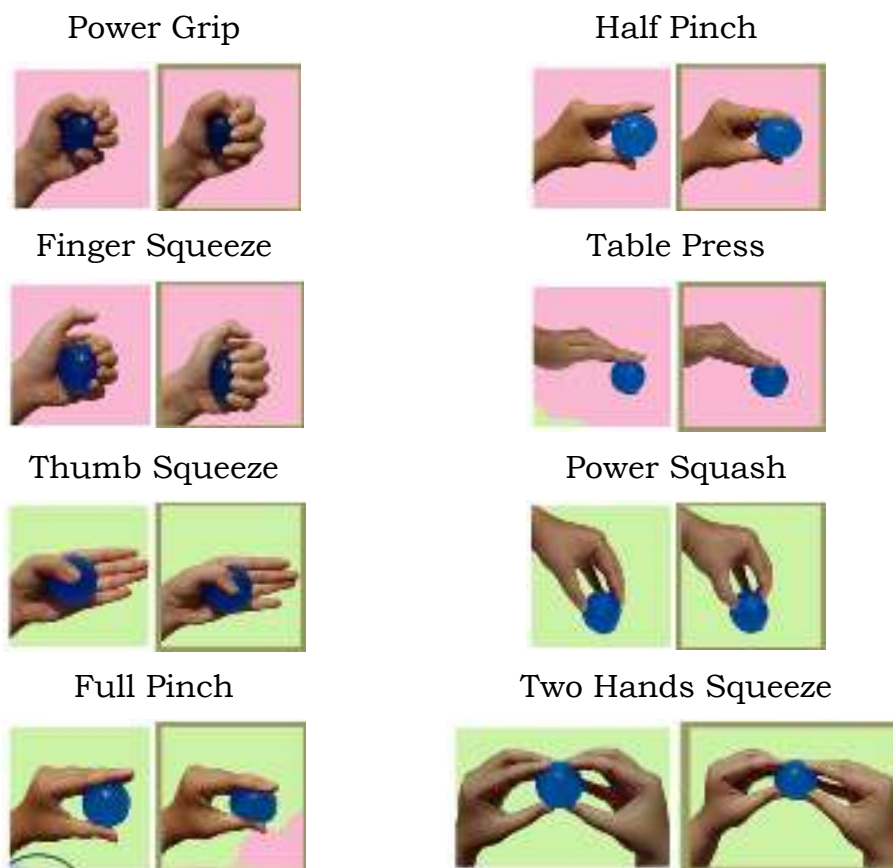 Power Grip
Half Pinch
Finger Squeeze
Table Press
Thumb Squeeze
Power Squash
Full Pinch
Two Hands Squeeze